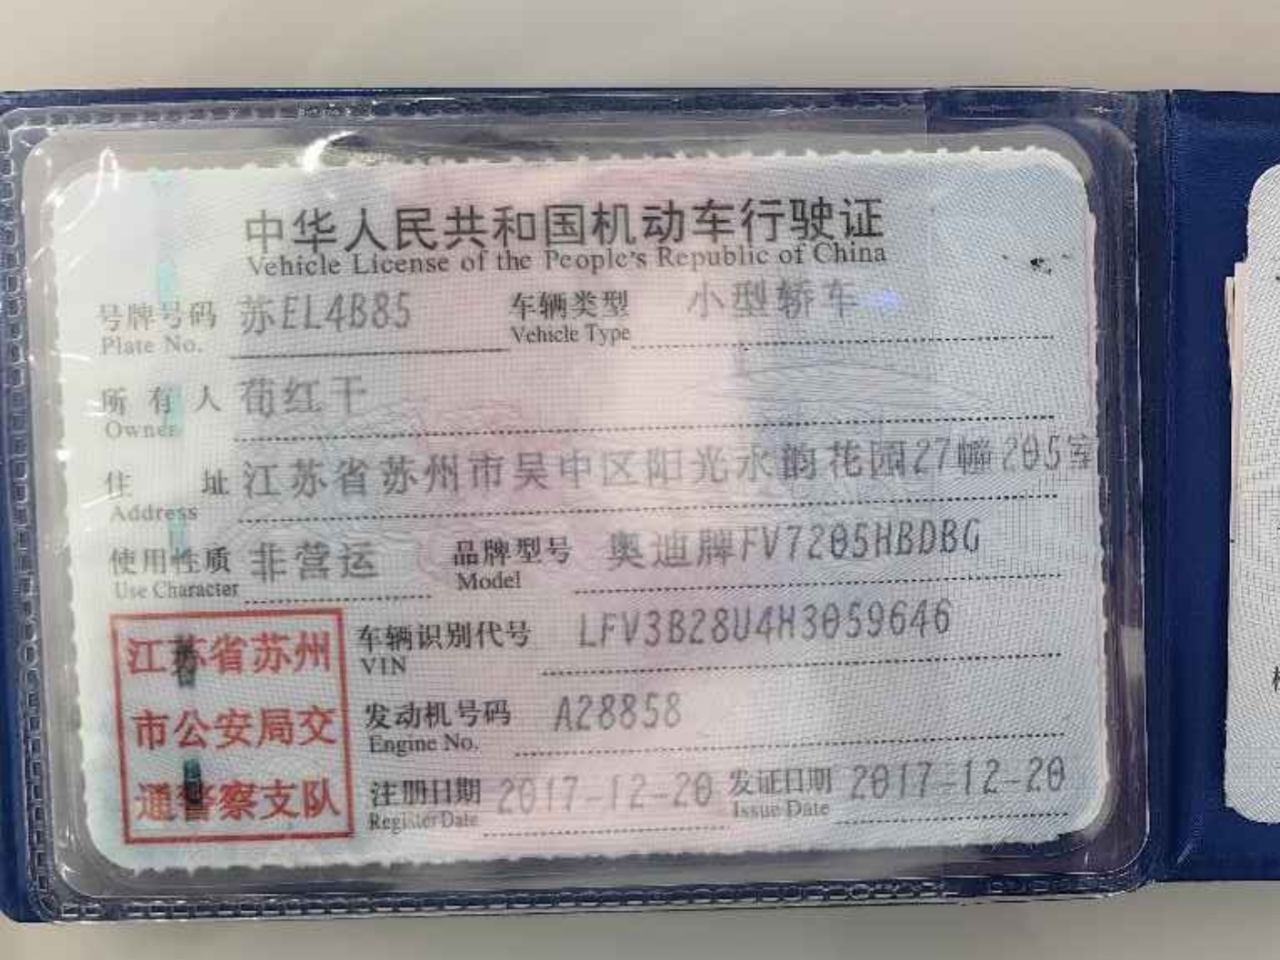 中华人民共和国机动车行驶证
Vehicle License of the People's Republic of China
号牌号码 苏EL4B85 车辆类型 小型轿车
Plate No. Vehicle Type
所有人 荀红干
Owner
住址 江苏省苏州市吴中区阳光水韵花园27幢205室
Address
使用性质 非营运 品牌型号 奥迪牌FV7205HBDBG
Use Character Model
江苏省苏州
市公安局交
通警察支队
车辆识别代号 LFV3B28U4H3059646
VIN
发动机号码 A28858
Engine No.
注册日期 2017-12-20 发证日期 2017-12-20
Register Date Issue Date